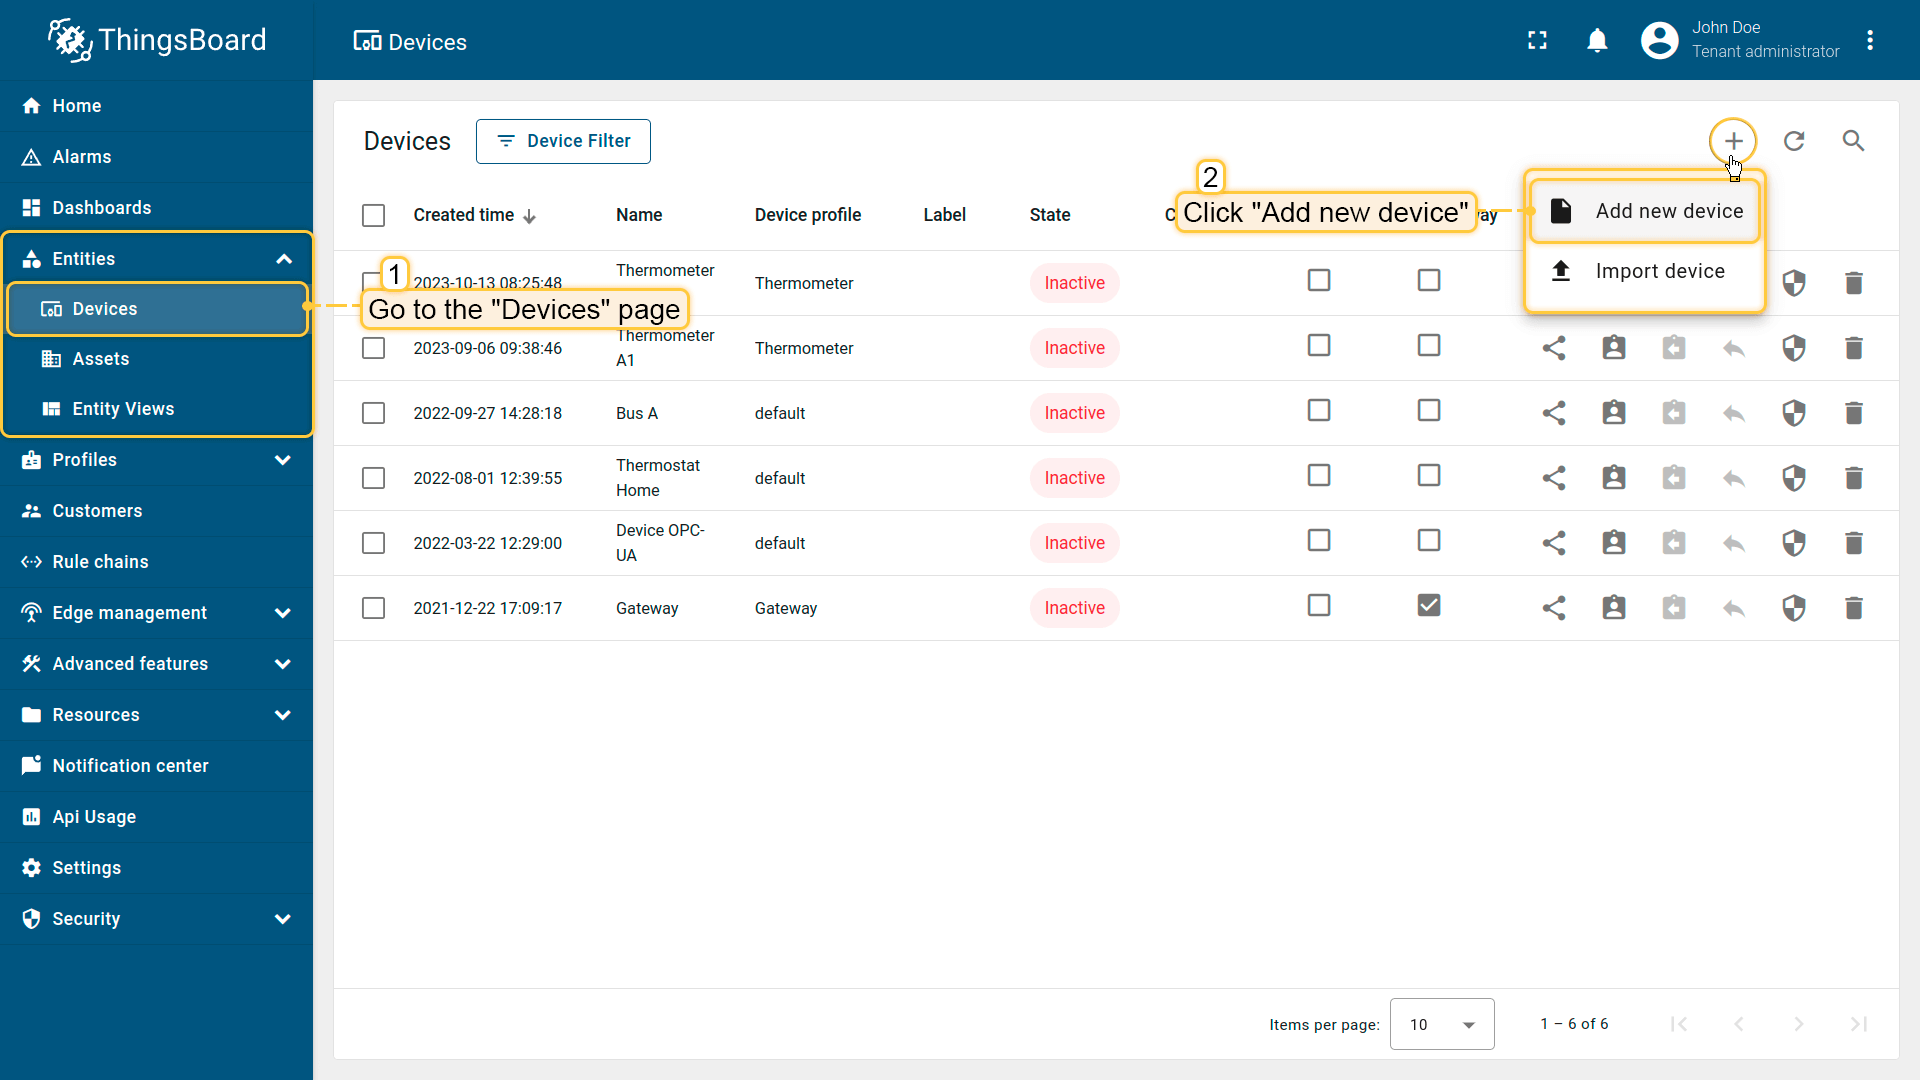 ThingsBoard
Devices
John Doe
Tenant administrator
Home
Alarms
Dashboards
Entities
Devices
Assets
Entity Views
Profiles
Customers
Rule chains
Edge management
Advanced features
Resources
Notification center
Api Usage
Settings
Security
Devices
Device Filter
1
Go to the "Devices" page
2
Click "Add new device"
Add new device
Import device
Created time Name Device profile Label State
2023-10-13 08:25:48 Thermometer Thermometer Inactive
2023-09-06 09:38:46 Thermometer A1 Thermometer Inactive
2022-09-27 14:28:18 Bus A default Inactive
2022-08-01 12:39:55 Thermostat Home default Inactive
2022-03-22 12:29:00 Device OPC-UA default Inactive
2021-12-22 17:09:17 Gateway Gateway Inactive
Items per page: 10 1 – 6 of 6